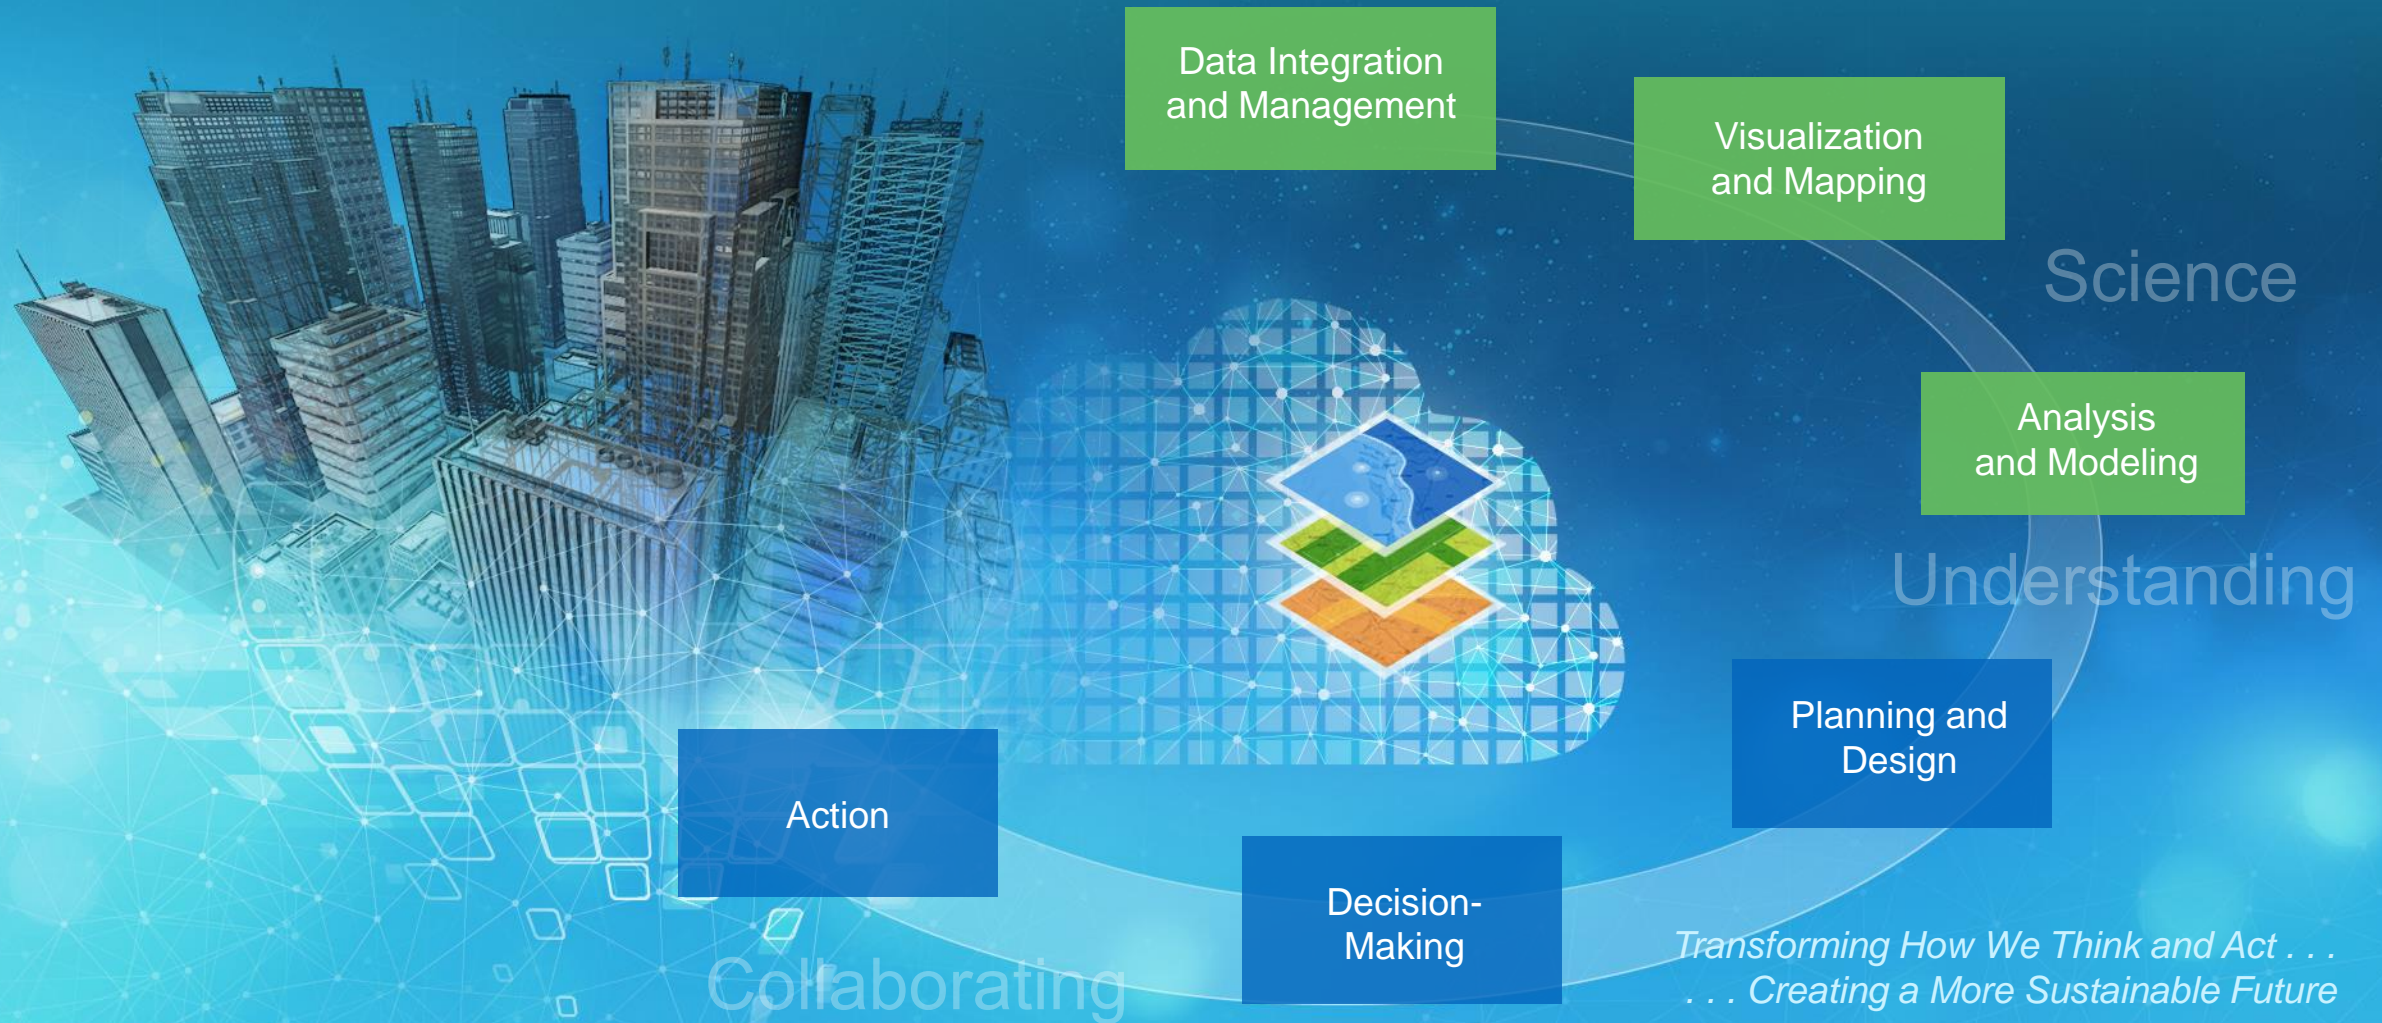 Data Integration
and Management
Visualization
and Mapping
Science
Analysis
and Modeling
Understanding
Planning and
Design
Action
Decision-
Making
Collaborating
Transforming How We Think and Act . . .
. . . Creating a More Sustainable Future